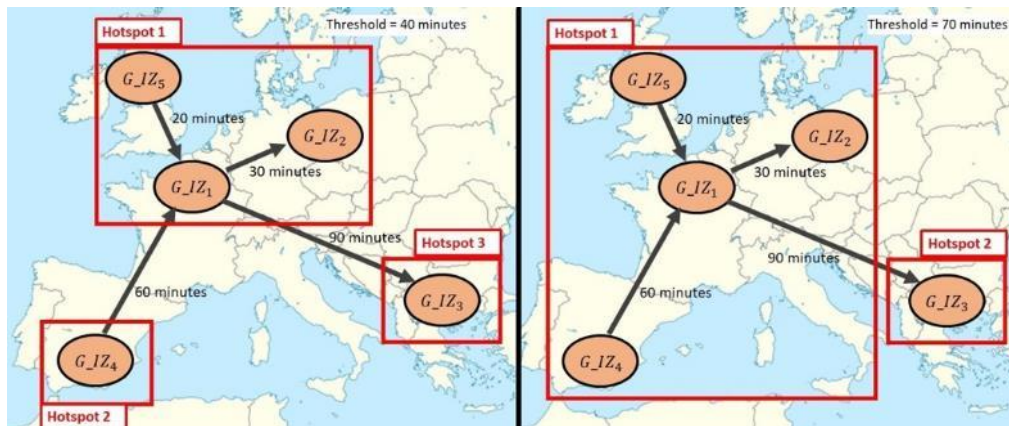 Hotspot 1
Threshold = 40 minutes
G_IZ₅
20 minutes
G_IZ₂
30 minutes
G_IZ₁
90 minutes
Hotspot 3
60 minutes
G_IZ₃
G_IZ₄
Hotspot 2
Hotspot 1
Threshold = 70 minutes
G_IZ₅
20 minutes
G_IZ₂
30 minutes
G_IZ₁
Hotspot 2
90 minutes
60 minutes
G_IZ₃
G_IZ₄